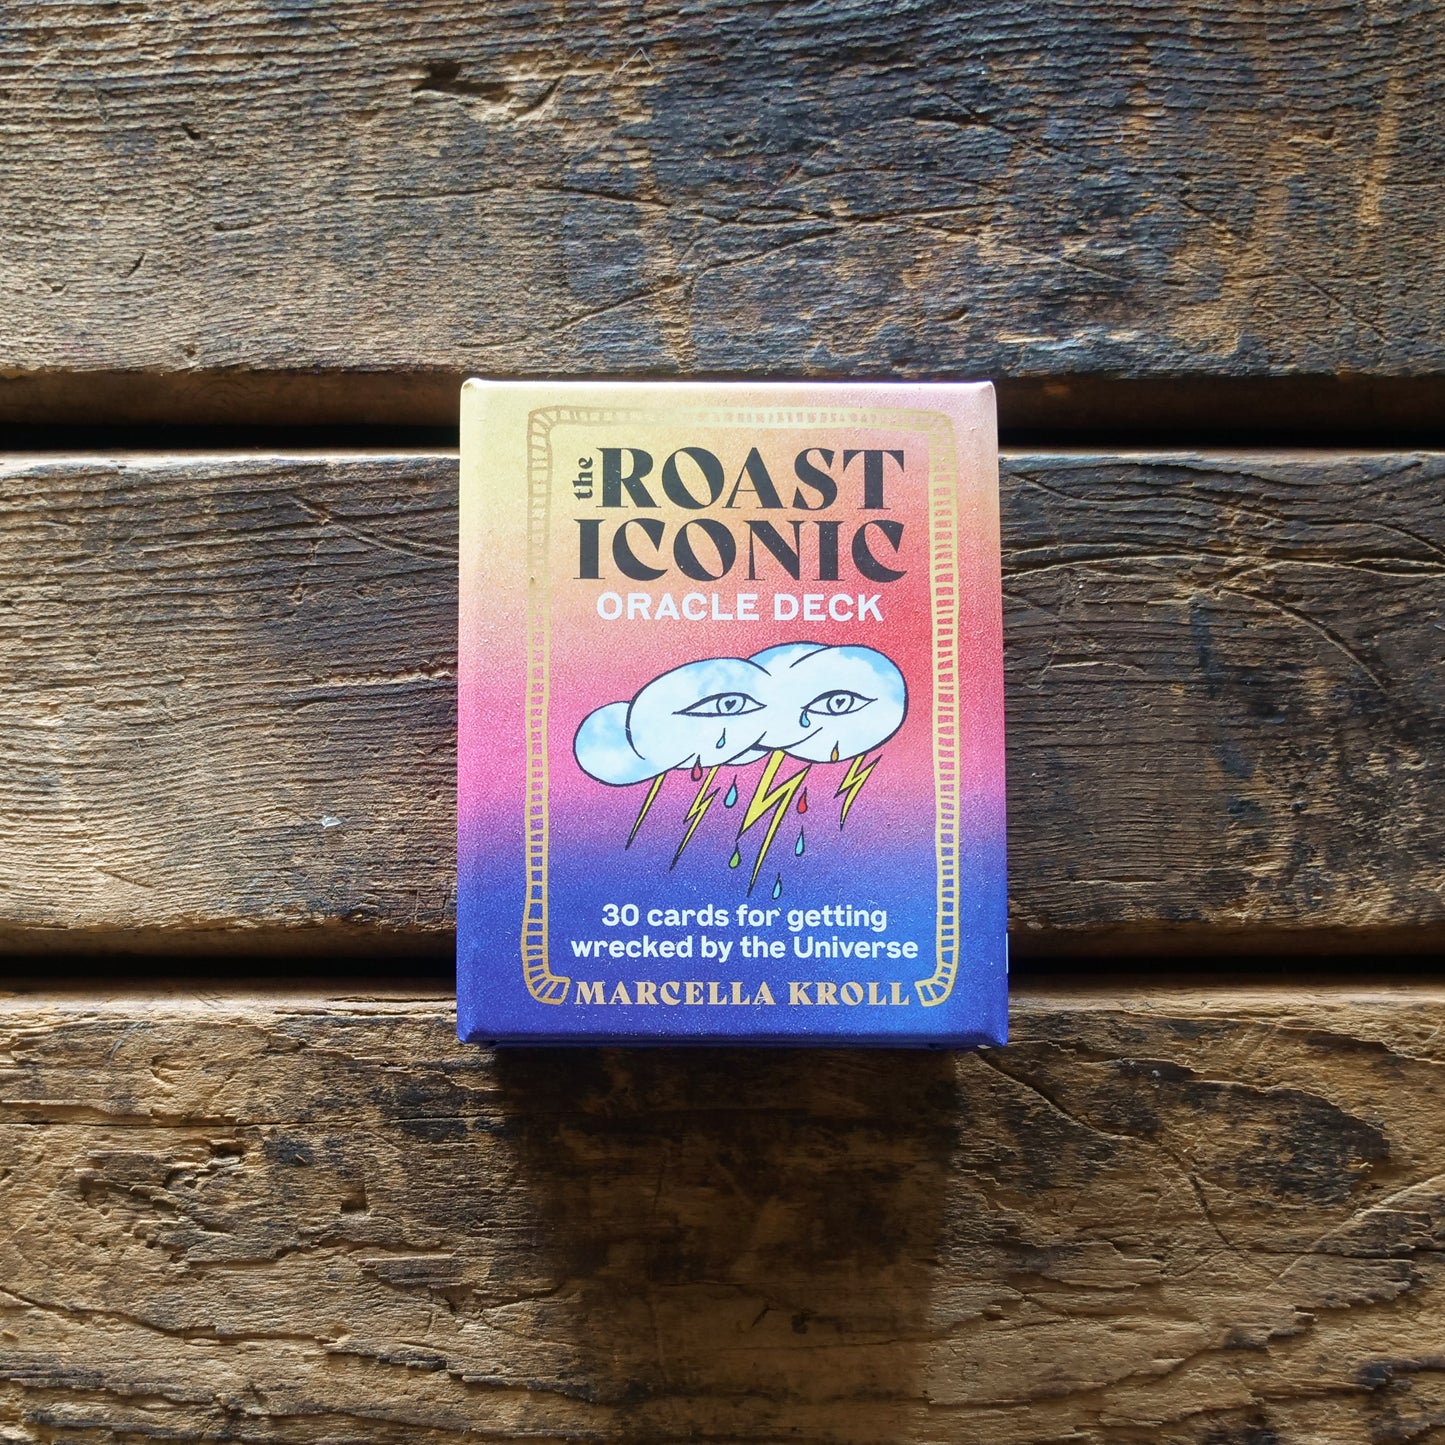 the ROAST
ICONIC
ORACLE DECK
30 cards for getting
wrecked by the Universe
MARCELLA KROLL